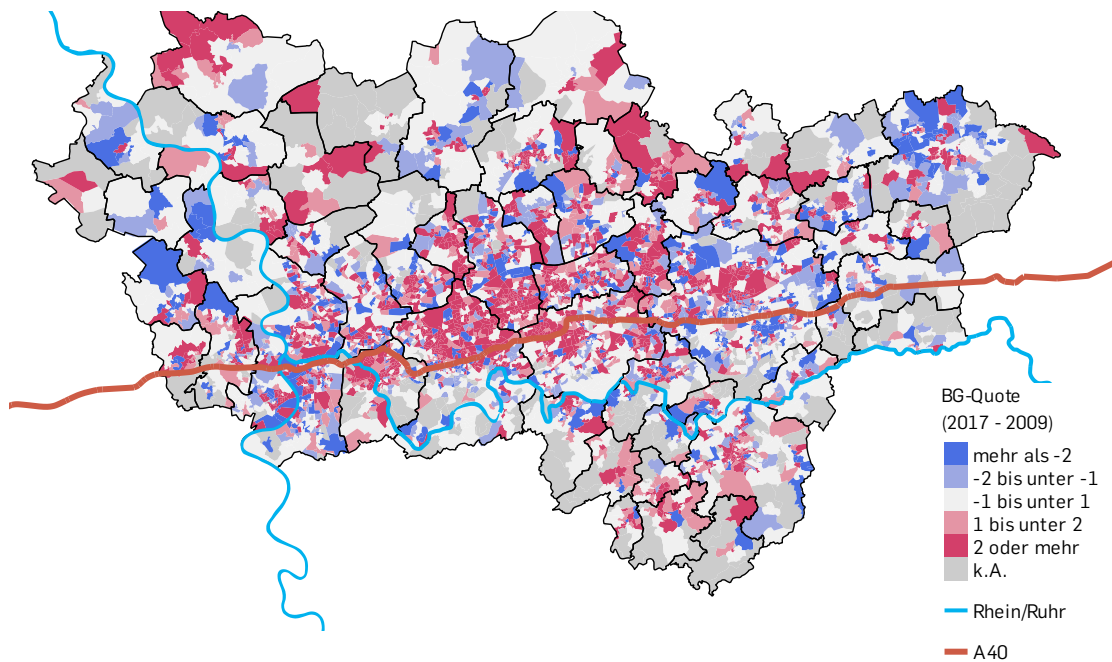 BG-Quote
(2017 - 2009)
mehr als -2
-2 bis unter -1
-1 bis unter 1
1 bis unter 2
2 oder mehr
k.A.
Rhein/Ruhr
A40